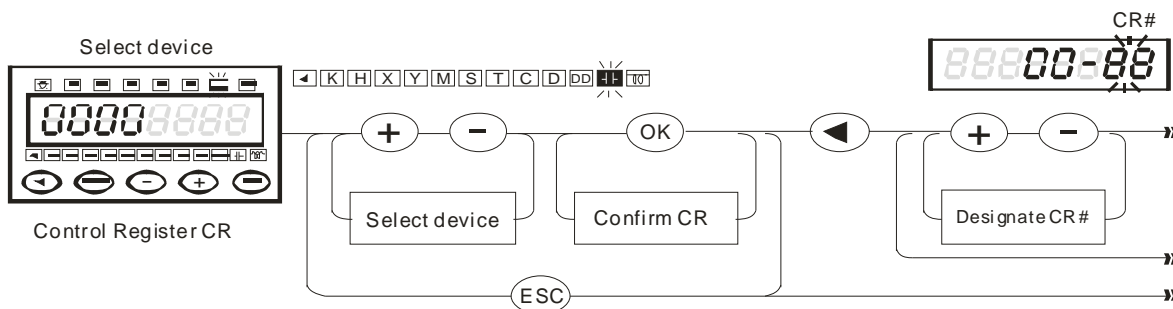 CR#
Select device
K H X Y M S T C D DD
00-88
0000
+ - OK + -
Select device
Confirm CR
Designate CR#
Control Register CR
ESC